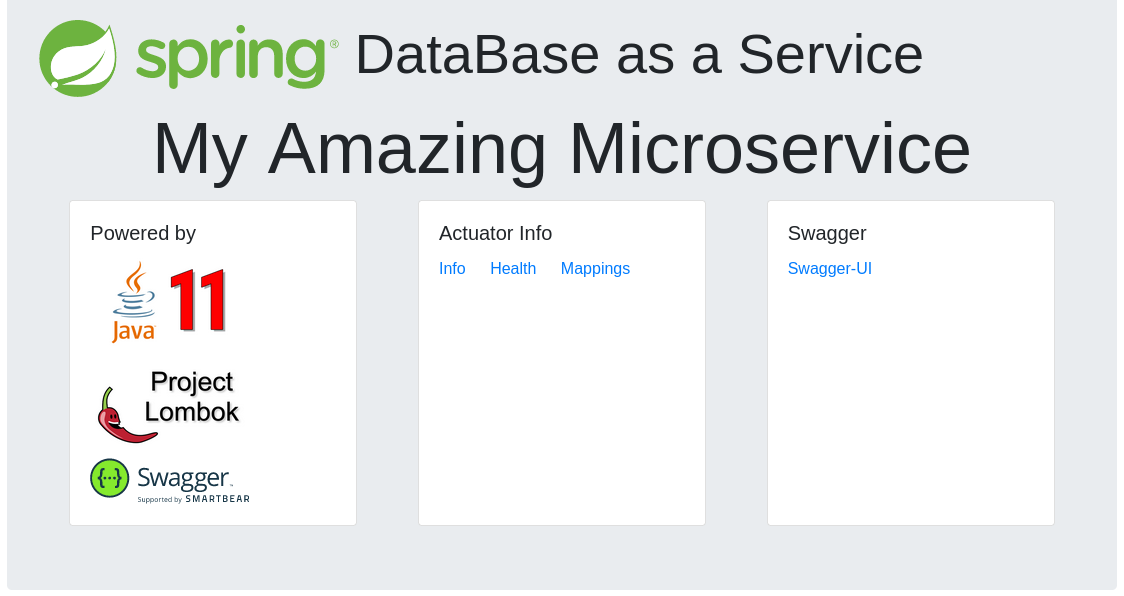 spring® DataBase as a Service
My Amazing Microservice
Powered by
Java 11
Project
Lombok
{···} Swagger™
Supported by SMARTBEAR
Actuator Info
Info Health Mappings
Swagger
Swagger-UI